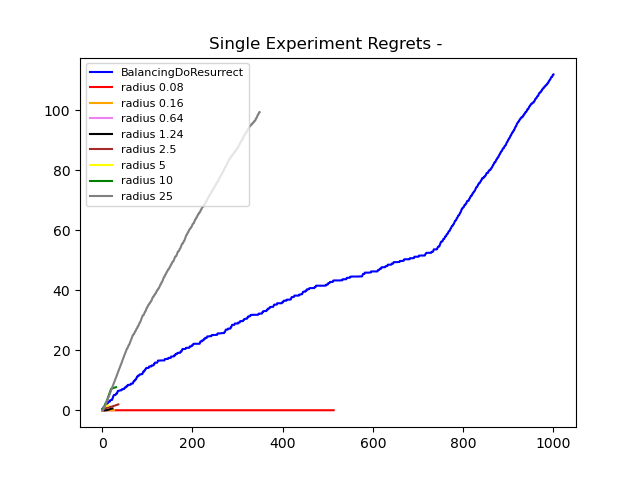 Single Experiment Regrets -
BalancingDoResurrect
radius 0.08
radius 0.16
radius 0.64
radius 1.24
radius 2.5
radius 5
radius 10
radius 25
100
80
60
40
20
0
0 200 400 600 800 1000